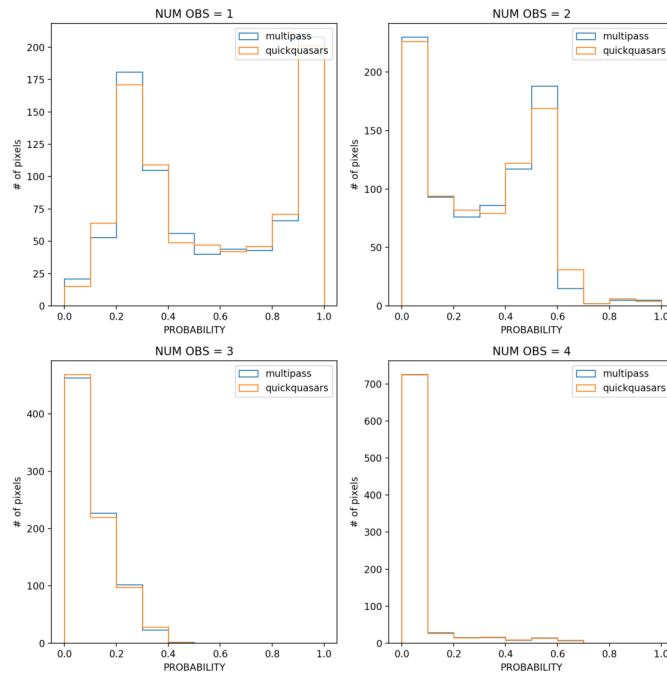 NUM OBS = 1
multipass
quickquasars
# of pixels
200
175
150
125
100
75
50
25
0
0.0 0.2 0.4 0.6 0.8 1.0
PROBABILITY
NUM OBS = 2
multipass
quickquasars
# of pixels
200
150
100
50
0
0.0 0.2 0.4 0.6 0.8 1.0
PROBABILITY
NUM OBS = 3
multipass
quickquasars
# of pixels
400
300
200
100
0
0.0 0.2 0.4 0.6 0.8 1.0
PROBABILITY
NUM OBS = 4
multipass
quickquasars
# of pixels
700
600
500
400
300
200
100
0
0.0 0.2 0.4 0.6 0.8 1.0
PROBABILITY